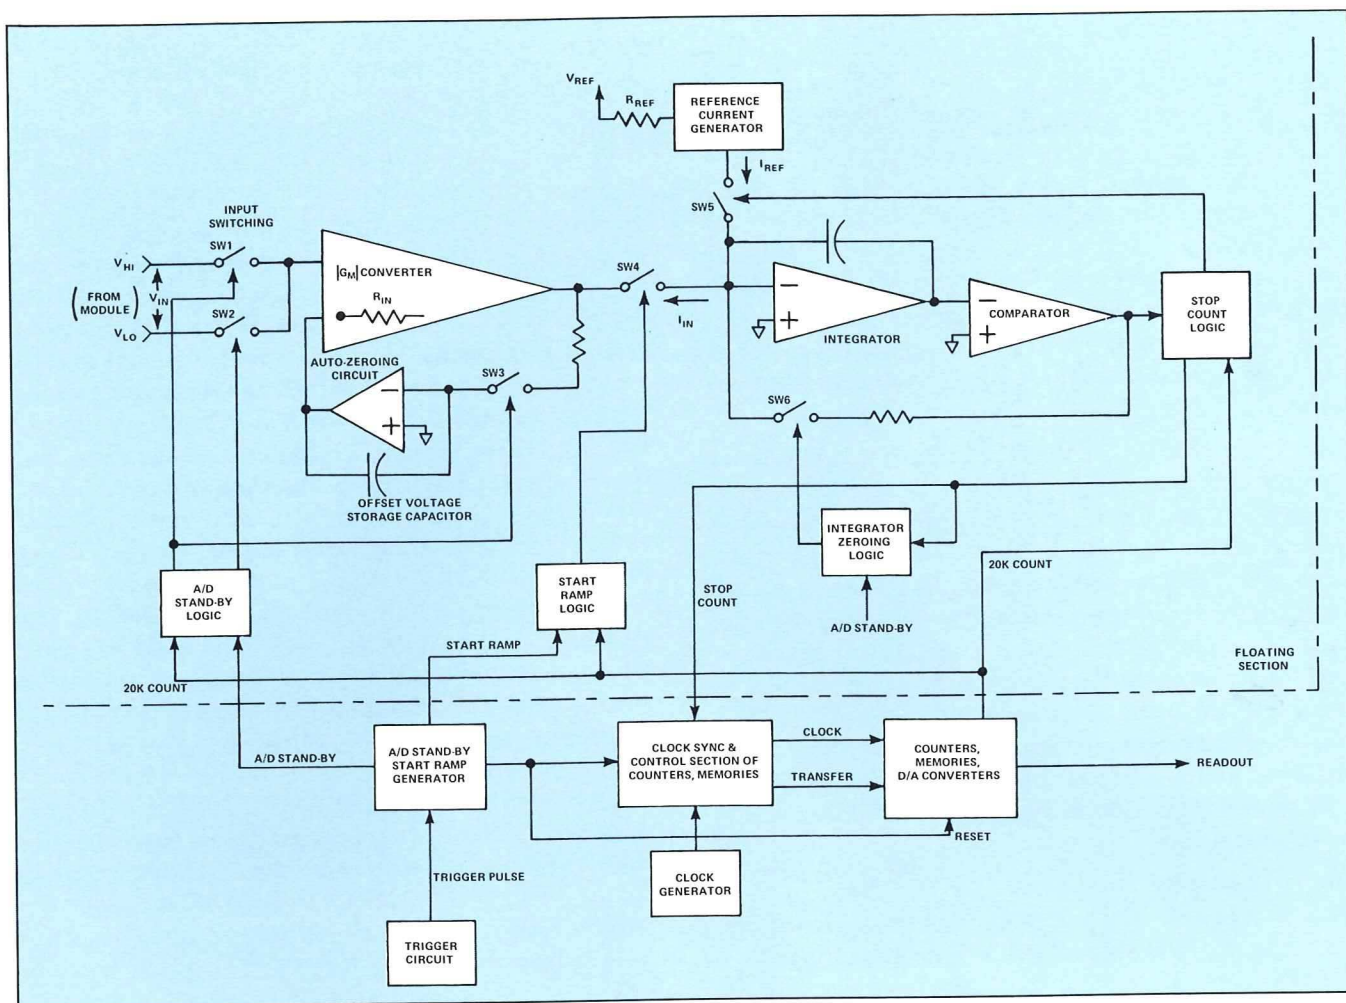 VREF
RREF
REFERENCE
CURRENT
GENERATOR
IREF
SW5
INPUT
SWITCHING
SW1
VHI
(FROM
MODULE)
VIN
SW2
VLO
|GM| CONVERTER
RIN
SW4
IIN
−
+
INTEGRATOR
−
COMPARATOR
+
STOP
COUNT
LOGIC
AUTO-ZEROING
CIRCUIT
−
+
SW3
SW6
OFFSET VOLTAGE
STORAGE CAPACITOR
A/D
STAND-BY
LOGIC
START
RAMP
LOGIC
STOP
COUNT
INTEGRATOR
ZEROING
LOGIC
20K COUNT
A/D STAND-BY
START RAMP
20K COUNT
FLOATING
SECTION
A/D STAND-BY
A/D STAND-BY
START RAMP
GENERATOR
CLOCK SYNC &
CONTROL SECTION OF
COUNTERS, MEMORIES
CLOCK
TRANSFER
COUNTERS,
MEMORIES,
D/A CONVERTERS
READOUT
RESET
TRIGGER PULSE
CLOCK
GENERATOR
TRIGGER
CIRCUIT